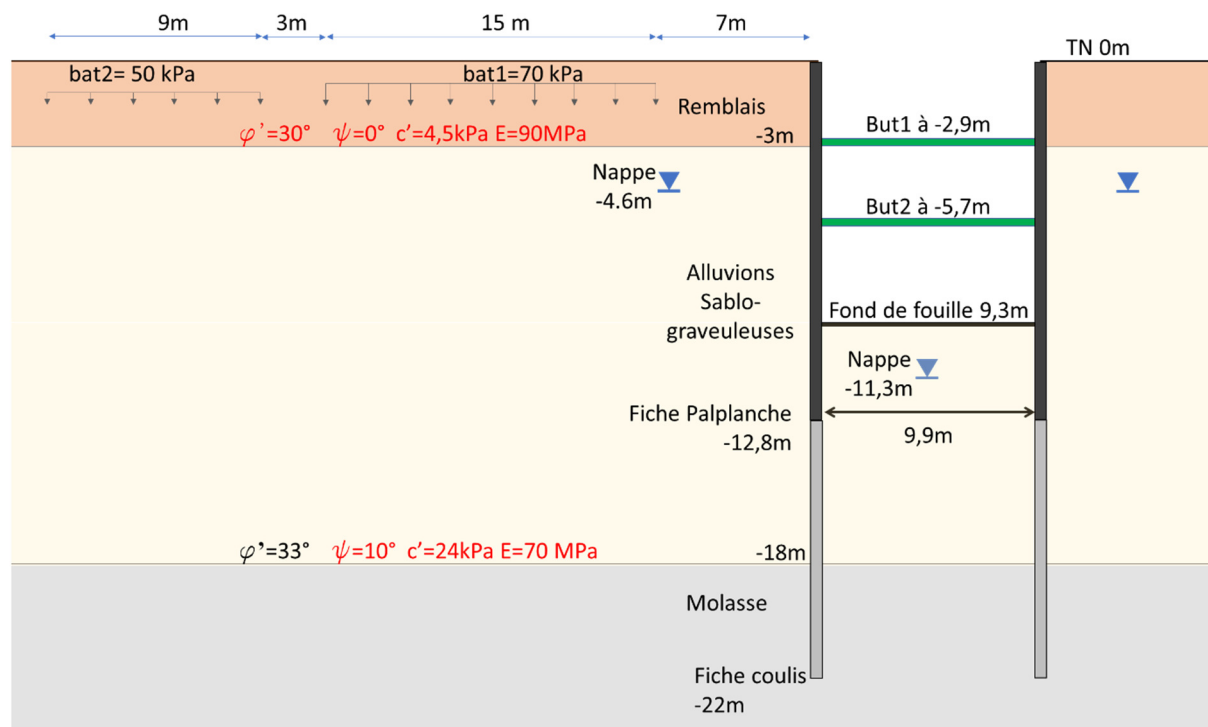 9m 3m 15 m 7m
TN 0m
bat2= 50 kPa bat1=70 kPa
Remblais
φ'=30° ψ=0° c'=4,5kPa E=90MPa -3m
But1 à -2,9m
Nappe
-4.6m
But2 à -5,7m
Alluvions
Sablo-
graveuleuses
Fond de fouille 9,3m
Nappe
-11,3m
Fiche Palplanche
-12,8m
9,9m
φ'=33° ψ=10° c'=24kPa E=70 MPa -18m
Molasse
Fiche coulis
-22m